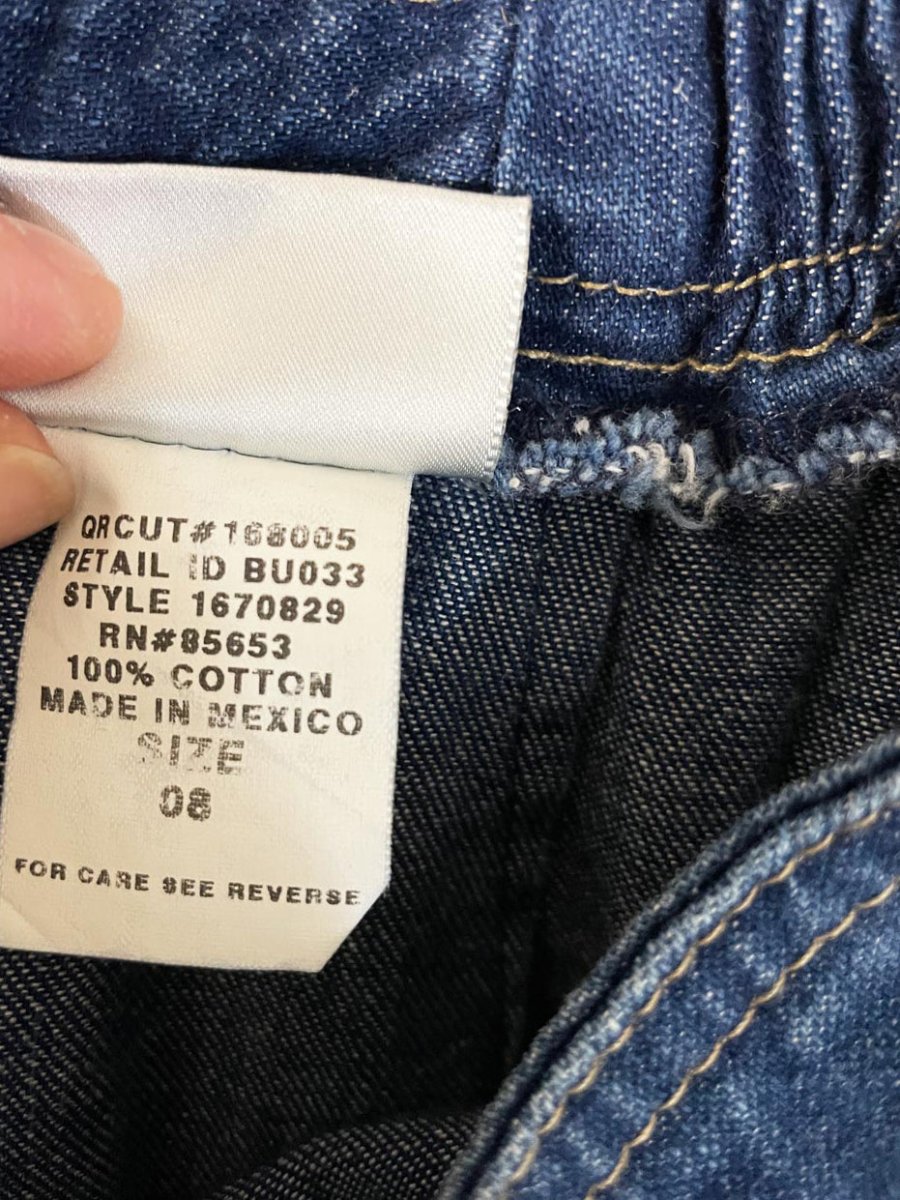 QRCUT#168005
RETAIL ID BU033
STYLE 1670829
RN#85653
100% COTTON
MADE IN MEXICO
SIZE
08
FOR CARE SEE REVERSE